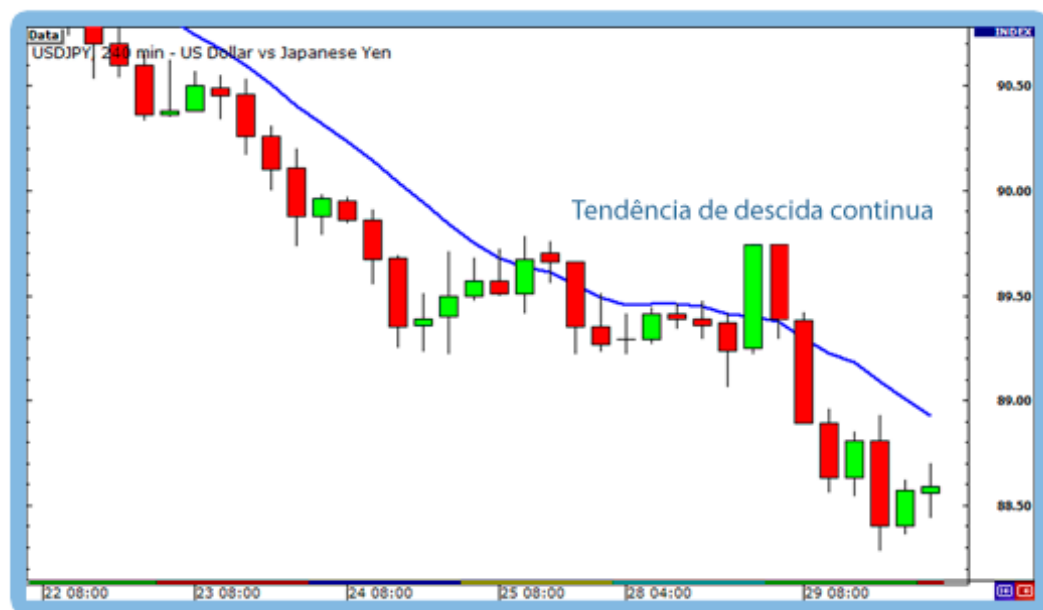 Data
INDEX
USDJPY, 240 min - US Dollar vs Japanese Yen
90.50
90.00
Tendência de descida continua
89.50
89.00
88.50
22 08:00 23 08:00 24 08:00 25 08:00 28 04:00 29 08:00